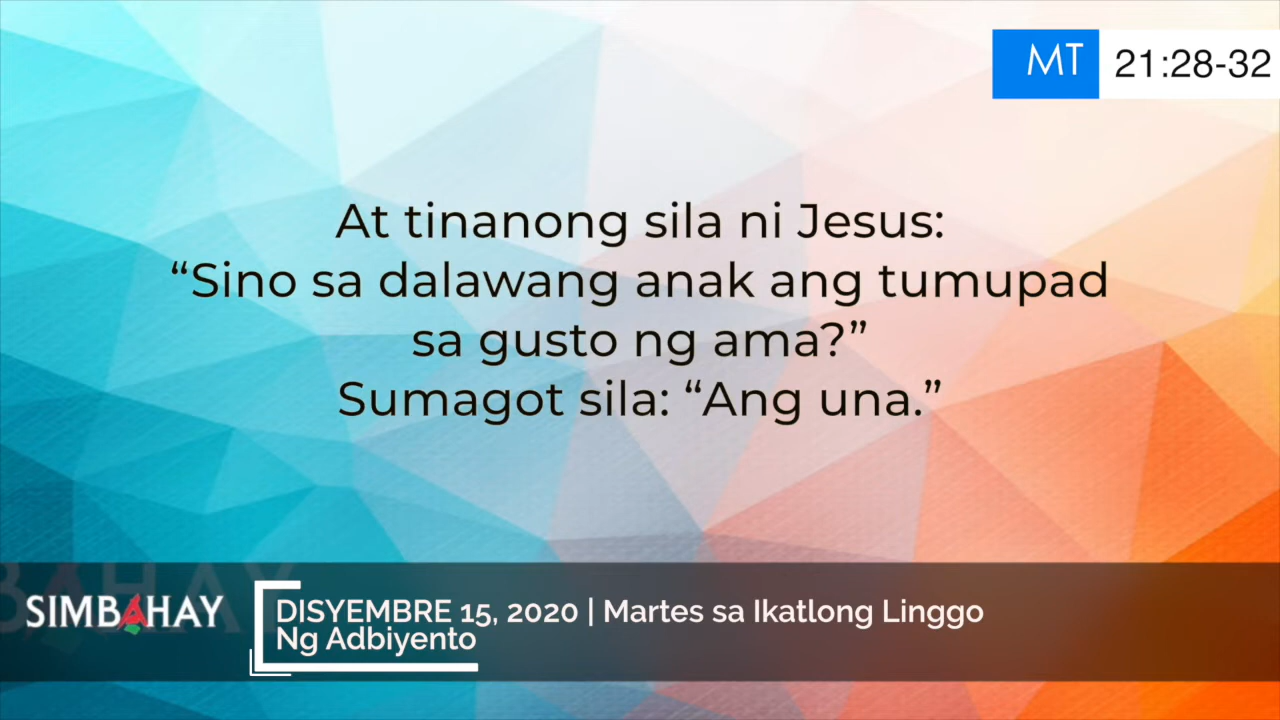 MT 21:28-32
At tinanong sila ni Jesus:
“Sino sa dalawang anak ang tumupad
sa gusto ng ama?”
Sumagot sila: “Ang una.”
SIMBAHAY
DISYEMBRE 15, 2020 | Martes sa Ikatlong Linggo
Ng Adbiyento